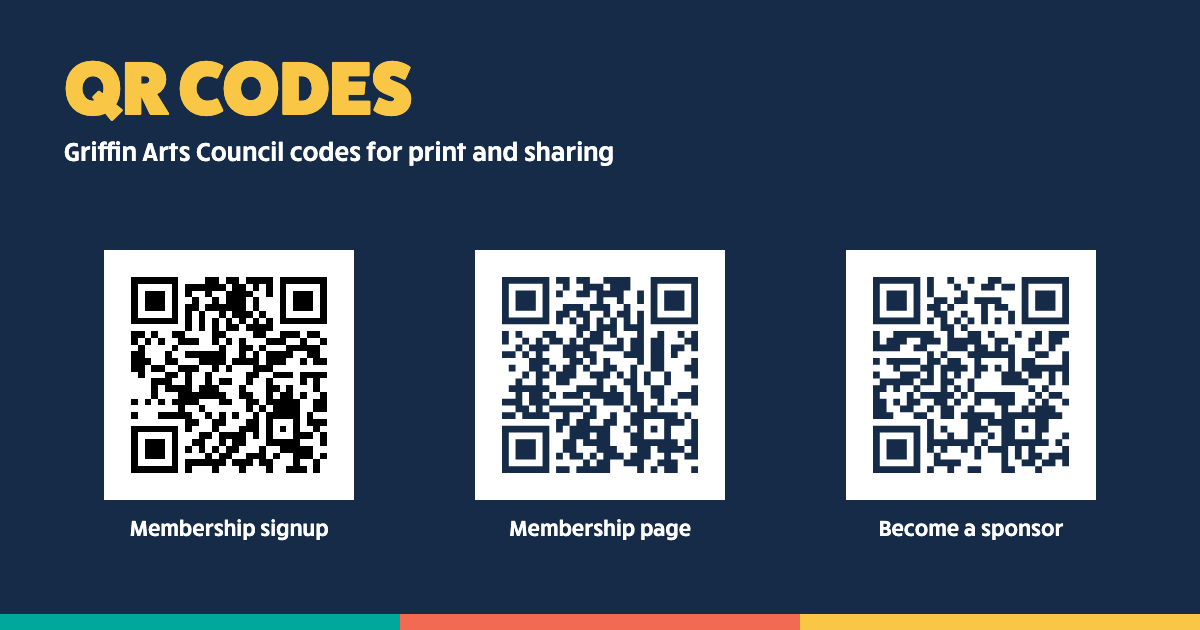 QR CODES
Griffin Arts Council codes for print and sharing
Membership signup
Membership page
Become a sponsor